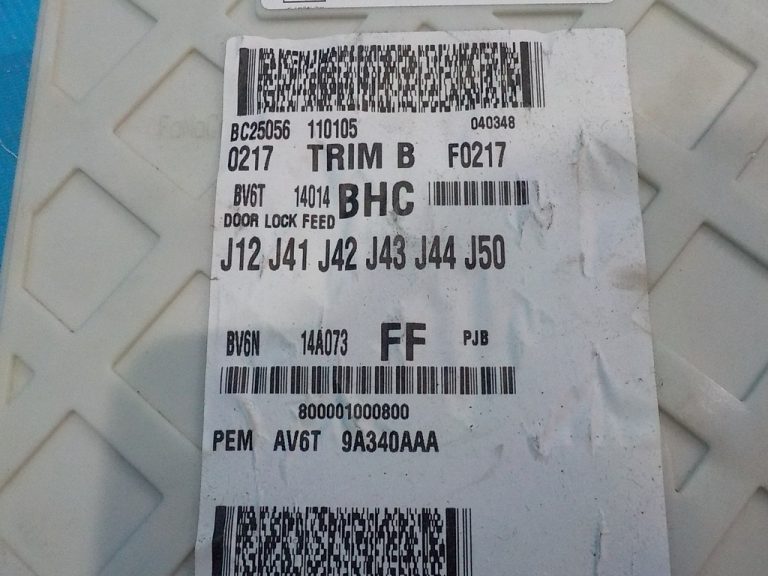 BC25056 110105 040348
0217 TRIM B F0217
BV6T 14014 BHC
DOOR LOCK FEED
J12 J41 J42 J43 J44 J50
BV6N 14A073 FF PJB
800001000800
PEM AV6T 9A340AAA